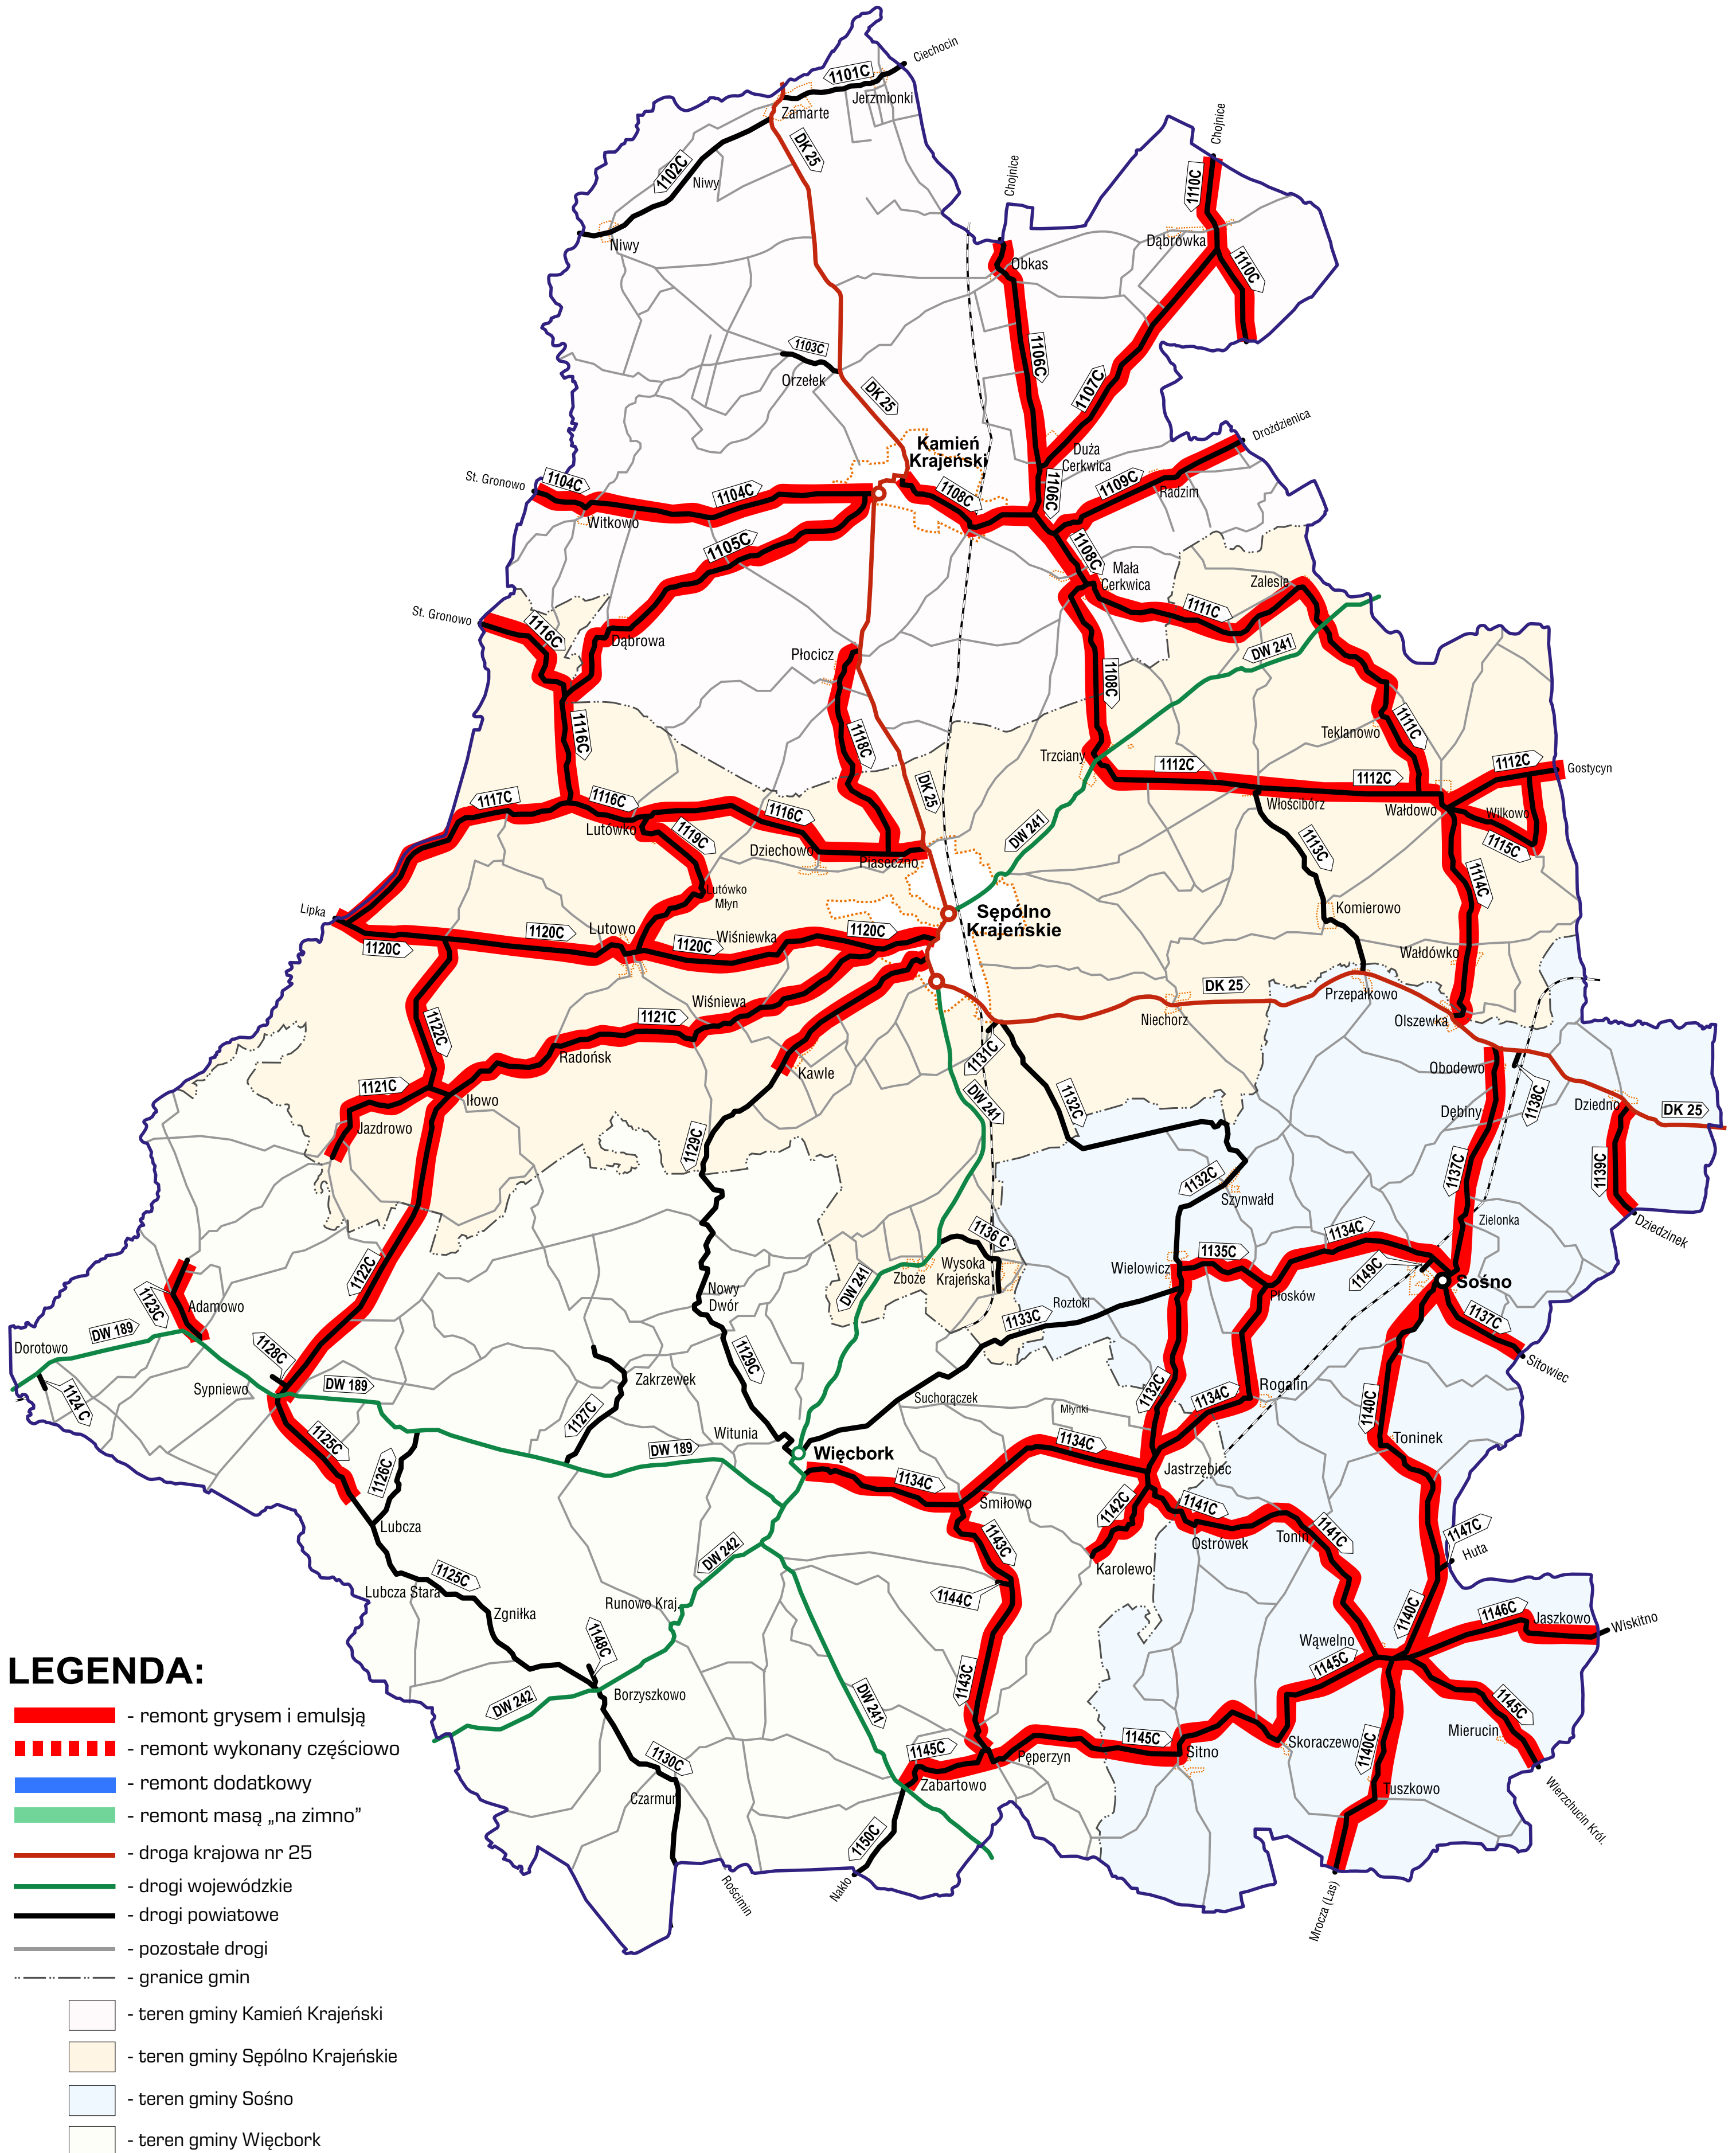 Ciechocin
1101C
Jerzmionki
Zamarte
DK 25
1102C
Niwy
Niwy
Chojnice
Chojnice
1110C
Dąbrówka
1110C
Obkas
1103C
Orzełek
1106C
1107C
DK 25
Kamień
Krajeński
Duża
Cerkwica
Drożdzienica
St. Gronowo
1104C
1104C
Witkowo
1108C
1106C
1109C
Radzim
1105C
1108C
Mała
Cerkwica
Zalesie
St. Gronowo
1116C
Dąbrowa
1111C
DW 241
Płocicz
1108C
1116C
1118C
Teklanowo
1111C
Trzciany
1112C
1112C
1112C
Gostycyn
DK 25
1117C
1116C
1116C
Lutówko
1119C
Dziechowo
Piaseczno
DW 241
Włościbórz
Wałdowo
Wilkowo
1115C
1113C
1114C
Lutówko
Młyn
Lipka
1120C
1120C
Lutowo
1120C
Wiśniewka
1120C
Sępólno
Krajeńskie
Komierowo
Wałdówko
1122C
Wiśniewa
1121C
Radońsk
DK 25
Niechorz
Przepałkowo
Olszewka
Kawle
1131C
1132C
DW 241
Obodowo
1138C
Dębiny
Dziedno
DK 25
1121C
Iłowo
Jazdrowo
1129C
1137C
1139C
1132C
Szynwałd
Zielonka
Dziedzinek
1136 C
Wysoka
Krajeńska
Zboże
DW 241
1134C
1135C
Wielowicz
Płosków
1149C
Sośno
1137C
Sitowiec
1122C
1123C
Adamowo
Dorotowo
DW 189
1124 C
Sypniewo
1128C
DW 189
Nowy
Dwór
1129C
Roztoki
1133C
Zakrzewek
1127C
Suchorączek
Młynki
1132C
1134C
Rogalin
1140C
Toninek
1125C
1126C
DW 189
Witunia
Więcbork
1134C
1134C
Jastrzębiec
Śmiłowo
1142C
1141C
Ostrówek
Tonin
1141C
Karolewo
1143C
1144C
1147C
Huta
Lubcza
Lubcza Stara
1125C
Zgniłka
DW 242
Runowo Kraj.
1148C
Borzyszkowo
DW 242
1140C
1146C
Jaszkowo
Wiskitno
Wąwelno
1145C
1143C
DW 241
1145C
Mierucin
Wierzchucin Król.
1130C
Czarmuń
1145C
Zabartowo
Pęperzyn
1145C
Sitno
Skoraczewo
1140C
Tuszkowo
1150C
Nakło
Rościmin
Mrocza (Las)
LEGENDA:
- remont grysem i emulsją
- remont wykonany częściowo
- remont dodatkowy
- remont masą „na zimno”
- droga krajowa nr 25
- drogi wojewódzkie
- drogi powiatowe
- pozostałe drogi
- granice gmin
- teren gminy Kamień Krajeński
- teren gminy Sępólno Krajeńskie
- teren gminy Sośno
- teren gminy Więcbork